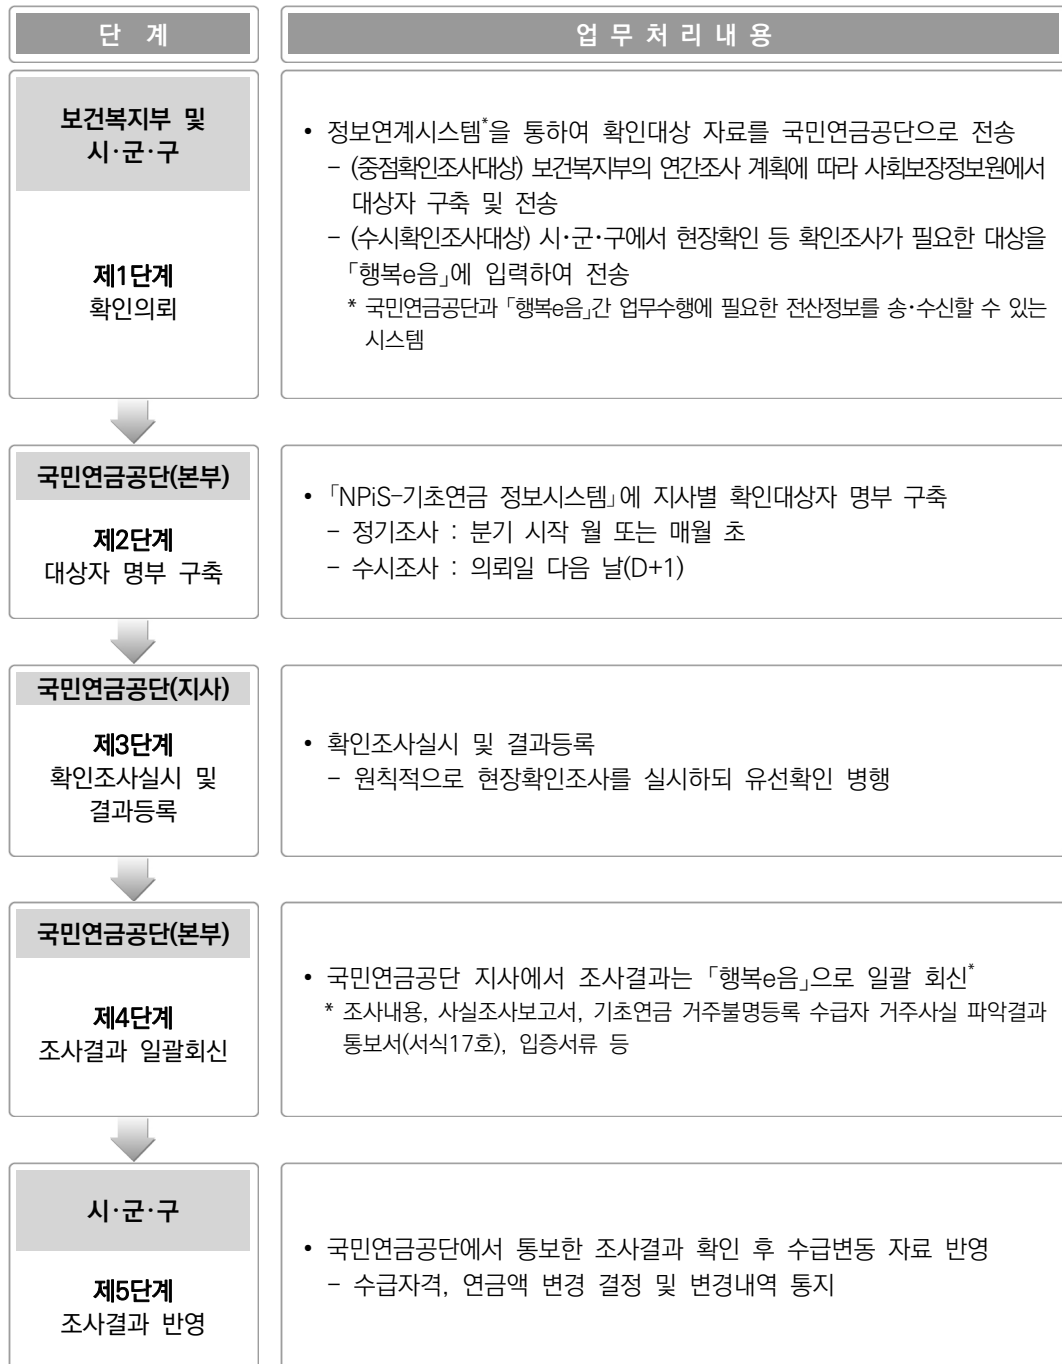 단 계
업 무 처 리 내 용
보건복지부 및
시·군·구
제1단계
확인의뢰
• 정보연계시스템*을 통하여 확인대상 자료를 국민연금공단으로 전송
- (중점확인조사대상) 보건복지부의 연간조사 계획에 따라 사회보장정보원에서
대상자 구축 및 전송
- (수시확인조사대상) 시·군·구에서 현장확인 등 확인조사가 필요한 대상을
「행복e음」에 입력하여 전송
* 국민연금공단과 「행복e음」간 업무수행에 필요한 전산정보를 송·수신할 수 있는
시스템
국민연금공단(본부)
제2단계
대상자 명부 구축
• 「NPiS-기초연금 정보시스템」에 지사별 확인대상자 명부 구축
- 정기조사 : 분기 시작 월 또는 매월 초
- 수시조사 : 의뢰일 다음 날(D+1)
국민연금공단(지사)
제3단계
확인조사실시 및
결과등록
• 확인조사실시 및 결과등록
- 원칙적으로 현장확인조사를 실시하되 유선확인 병행
국민연금공단(본부)
제4단계
조사결과 일괄회신
• 국민연금공단 지사에서 조사결과는 「행복e음」으로 일괄 회신*
* 조사내용, 사실조사보고서, 기초연금 거주불명등록 수급자 거주사실 파악결과
통보서(서식17호), 입증서류 등
시·군·구
제5단계
조사결과 반영
• 국민연금공단에서 통보한 조사결과 확인 후 수급변동 자료 반영
- 수급자격, 연금액 변경 결정 및 변경내역 통지